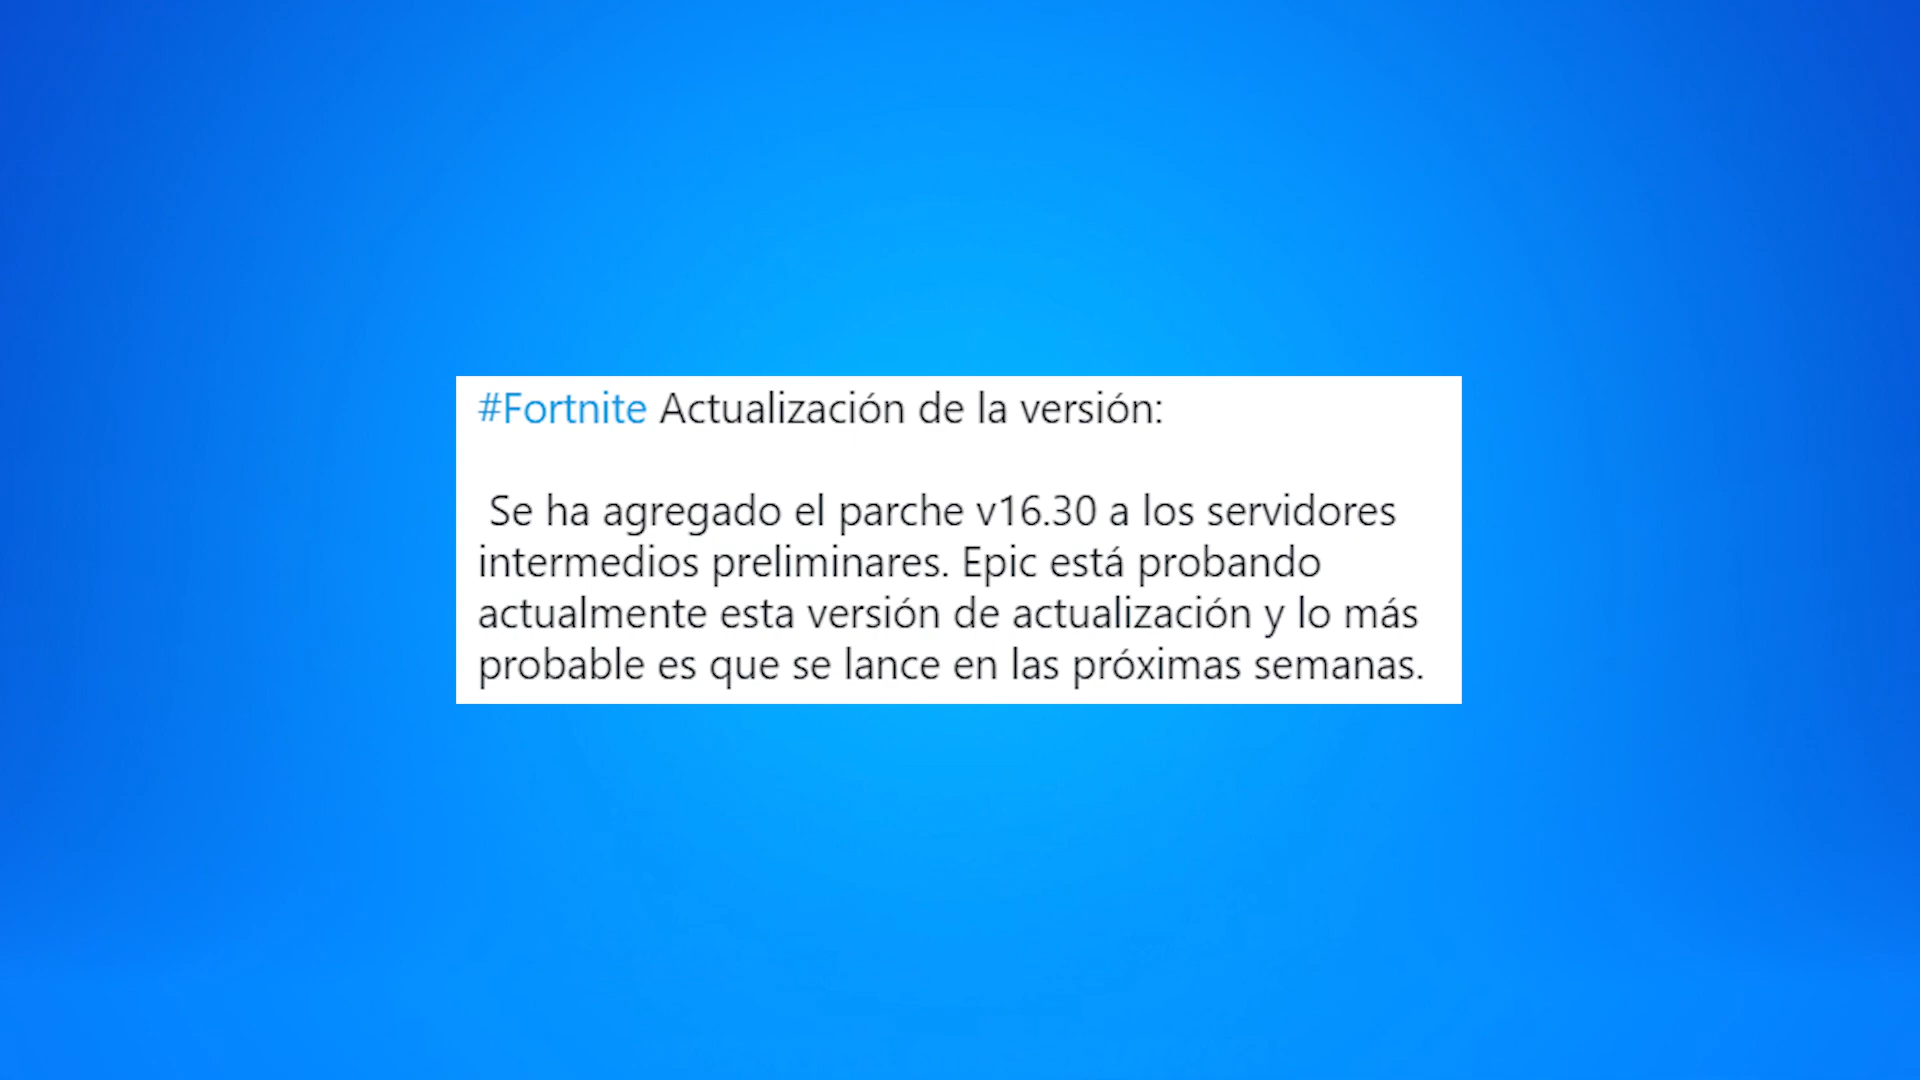 #Fortnite Actualización de la versión:
Se ha agregado el parche v16.30 a los servidores
intermedios preliminares. Epic está probando
actualmente esta versión de actualización y lo más
probable es que se lance en las próximas semanas.